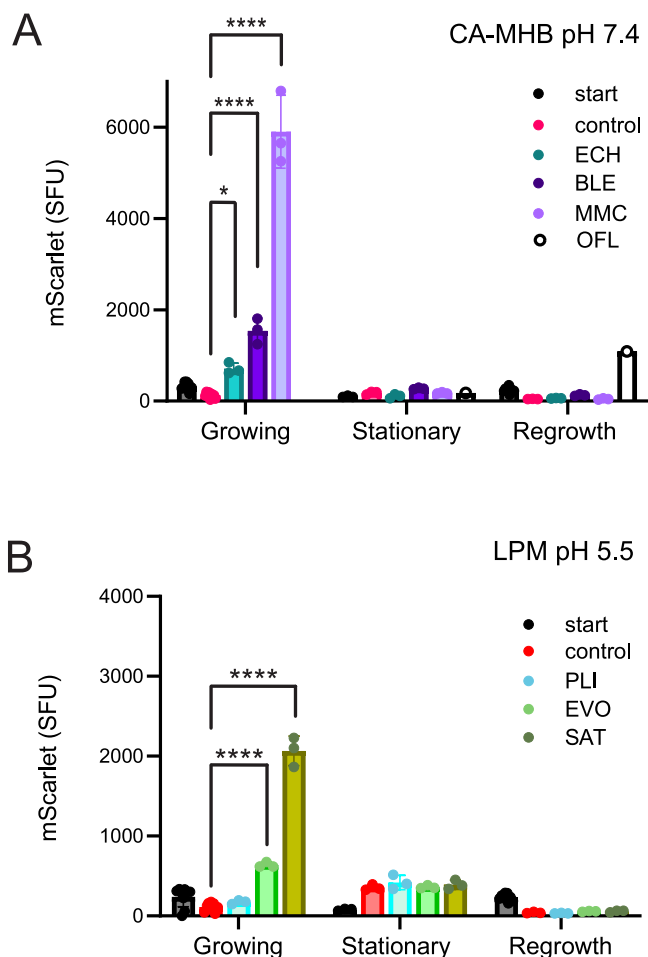 A
CA-MHB pH 7.4
****
****
*
start
control
ECH
BLE
MMC
OFL
mScarlet (SFU)
6000
4000
2000
0
Growing
Stationary
Regrowth
B
LPM pH 5.5
****
****
start
control
PLI
EVO
SAT
mScarlet (SFU)
4000
3000
2000
1000
0
Growing
Stationary
Regrowth